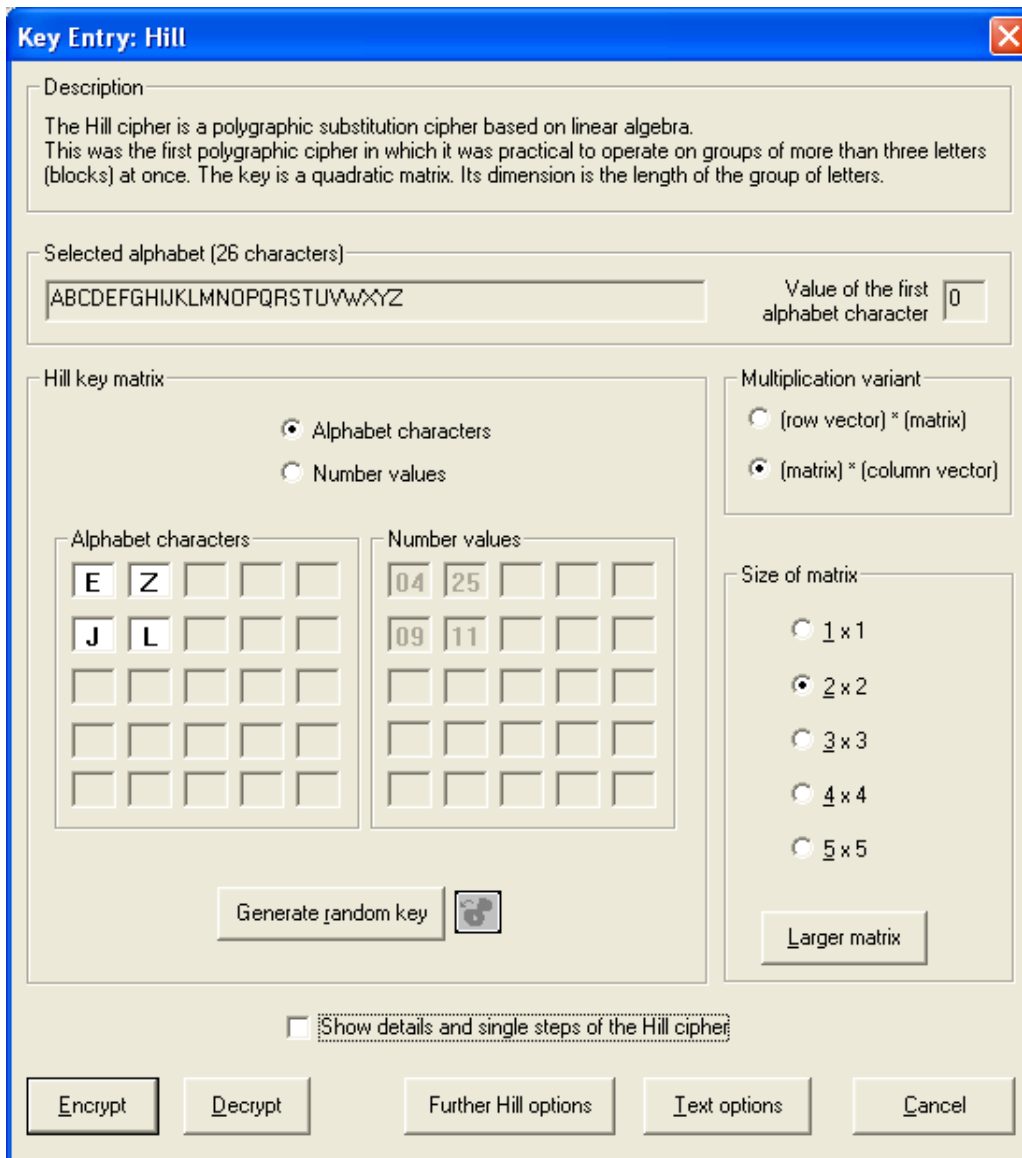 Key Entry: Hill
Description
The Hill cipher is a polygraphic substitution cipher based on linear algebra.
This was the first polygraphic cipher in which it was practical to operate on groups of more than three letters
(blocks) at once. The key is a quadratic matrix. Its dimension is the length of the group of letters.
Selected alphabet (26 characters)
ABCDEFGHIJKLMNOPQRSTUVWXYZ
Value of the first
alphabet character
0
Hill key matrix
Alphabet characters
Number values
Alphabet characters
E Z
J L
Number values
04 25
09 11
Generate random key
Multiplication variant
(row vector) * (matrix)
(matrix) * (column vector)
Size of matrix
1 x 1
2 x 2
3 x 3
4 x 4
5 x 5
Larger matrix
Show details and single steps of the Hill cipher
Encrypt
Decrypt
Further Hill options
Text options
Cancel